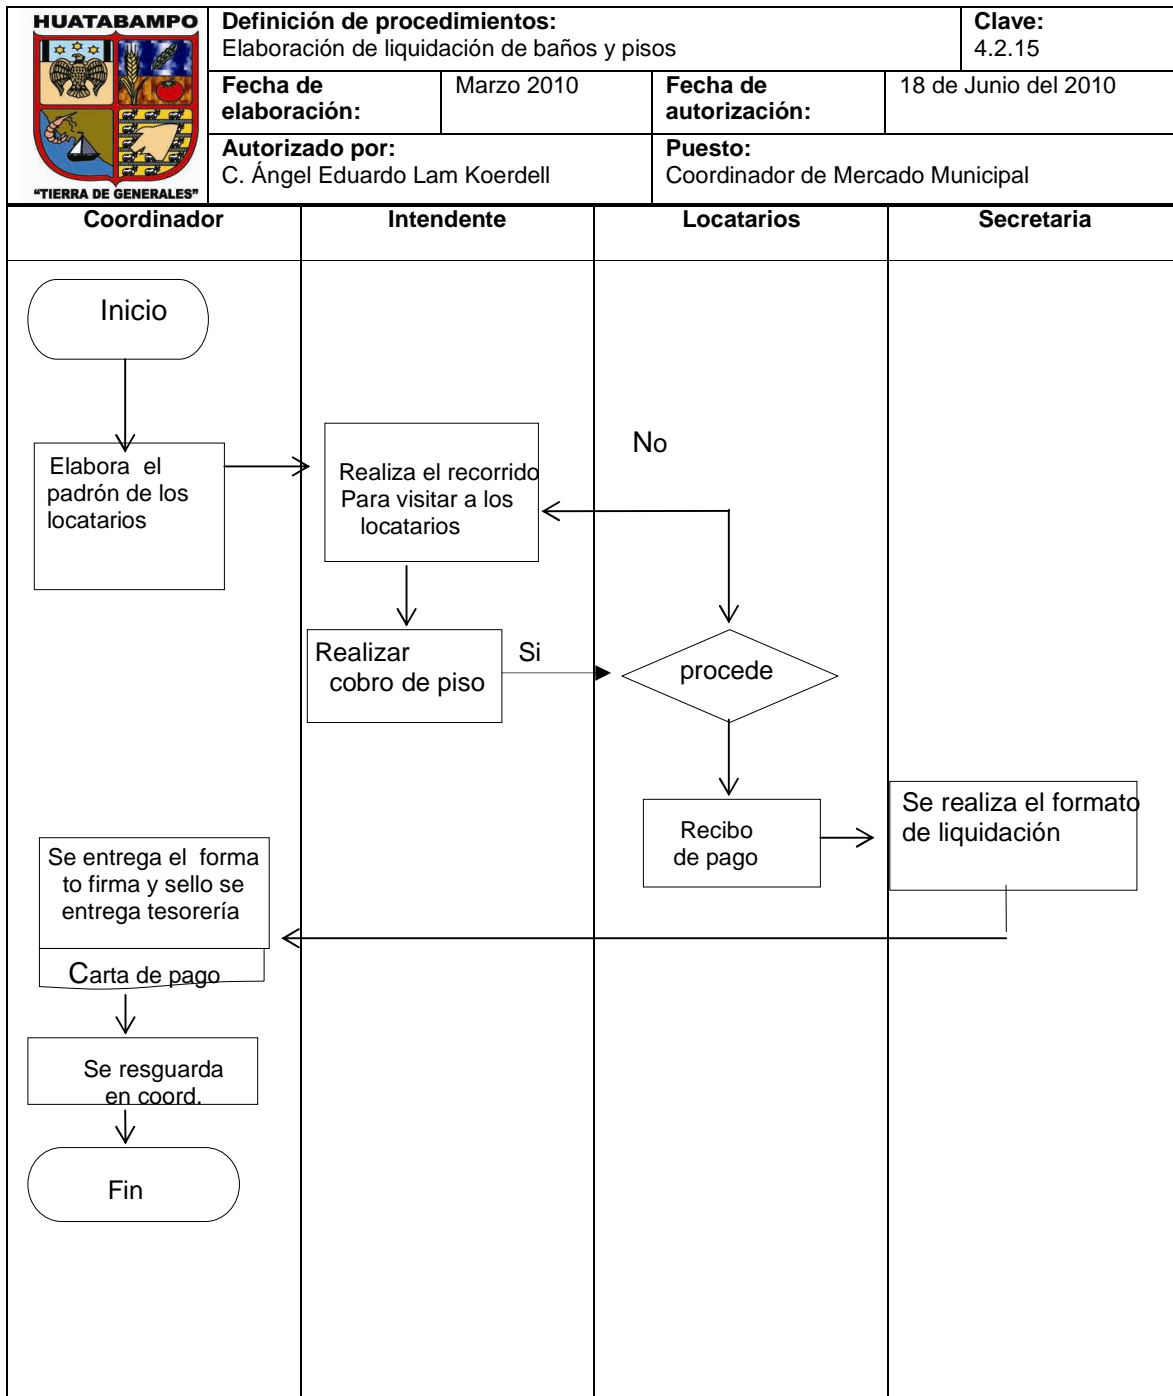 HUATABAMPO
"TIERRA DE GENERALES"
Definición de procedimientos:
Elaboración de liquidación de baños y pisos
Clave:
4.2.15
Fecha de
elaboración:
Marzo 2010
Fecha de
autorización:
18 de Junio del 2010
Autorizado por:
C. Ángel Eduardo Lam Koerdell
Puesto:
Coordinador de Mercado Municipal
Coordinador
Intendente
Locatarios
Secretaria
Inicio
Elabora el
padrón de los
locatarios
Realiza el recorrido
Para visitar a los
locatarios
No
Realizar
cobro de piso
Si
procede
Recibo
de pago
Se realiza el formato
de liquidación
Se entrega el forma
to firma y sello se
entrega tesorería
Carta de pago
Se resguarda
en coord.
Fin